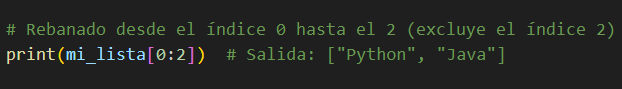 # Rebanado desde el índice 0 hasta el 2 (excluye el índice 2)
print(mi_lista[0:2])  # Salida: ["Python", "Java"]